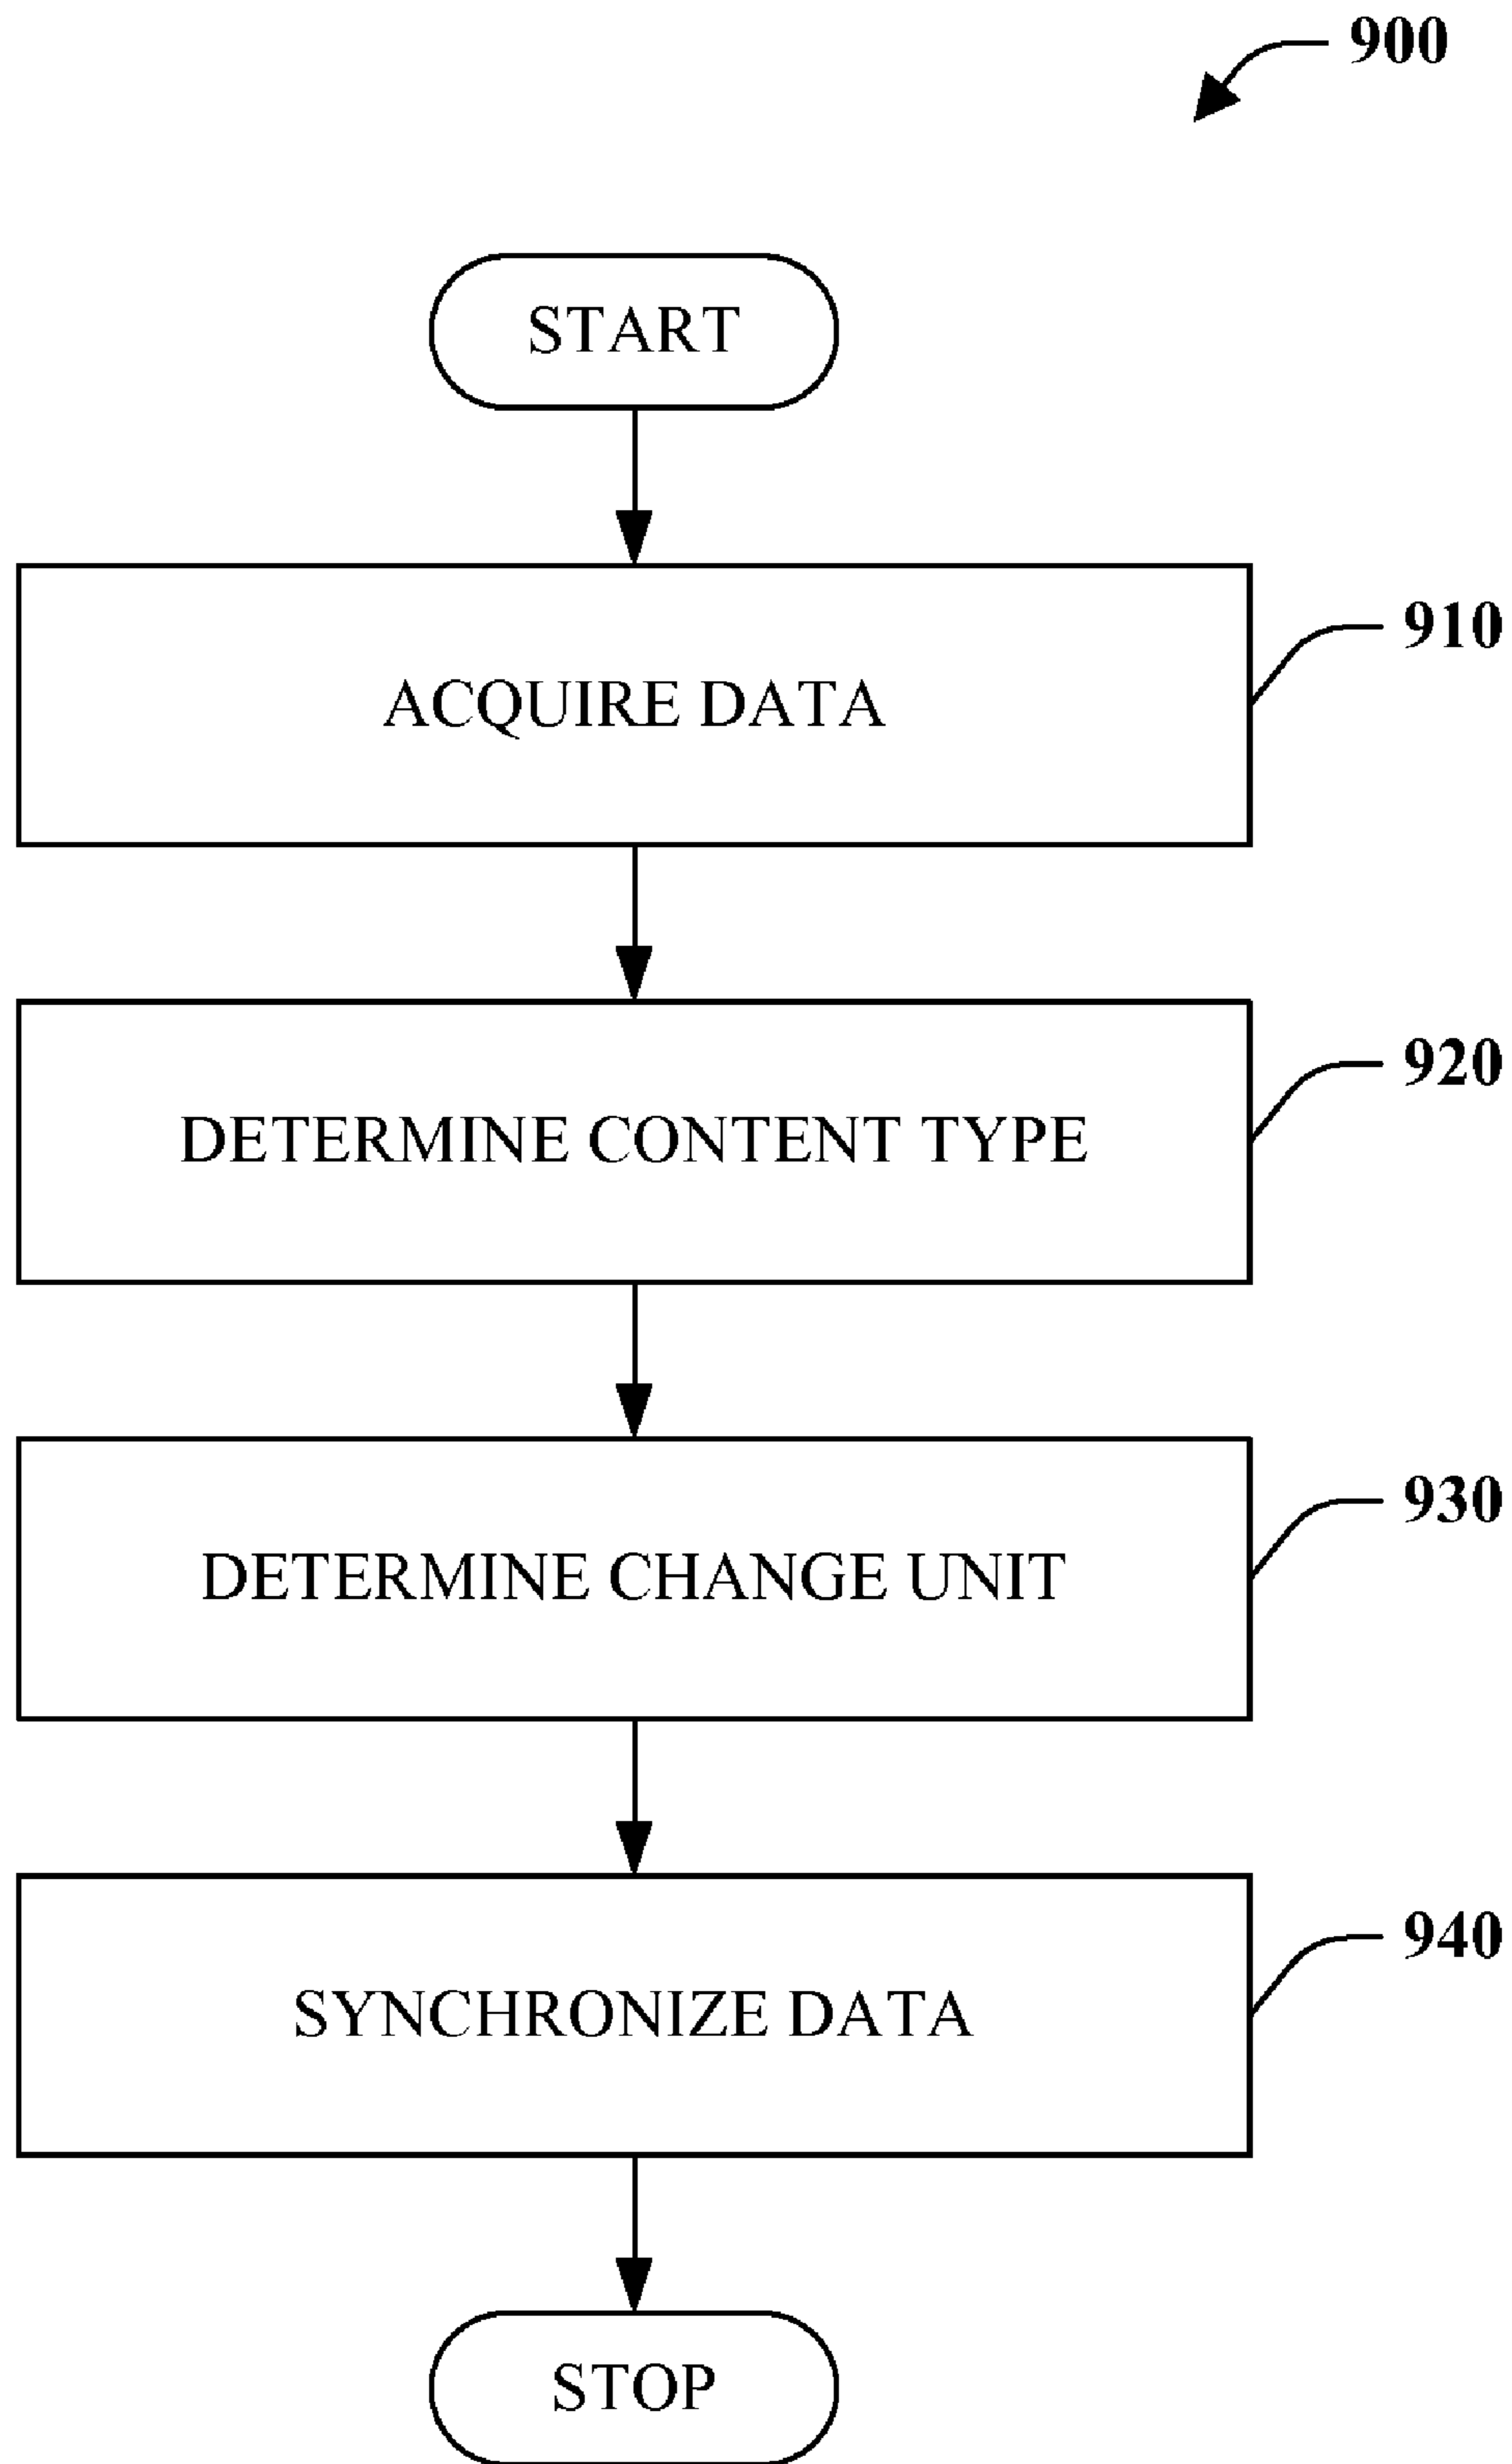 900
START
ACQUIRE DATA
910
DETERMINE CONTENT TYPE
920
DETERMINE CHANGE UNIT
930
SYNCHRONIZE DATA
940
STOP